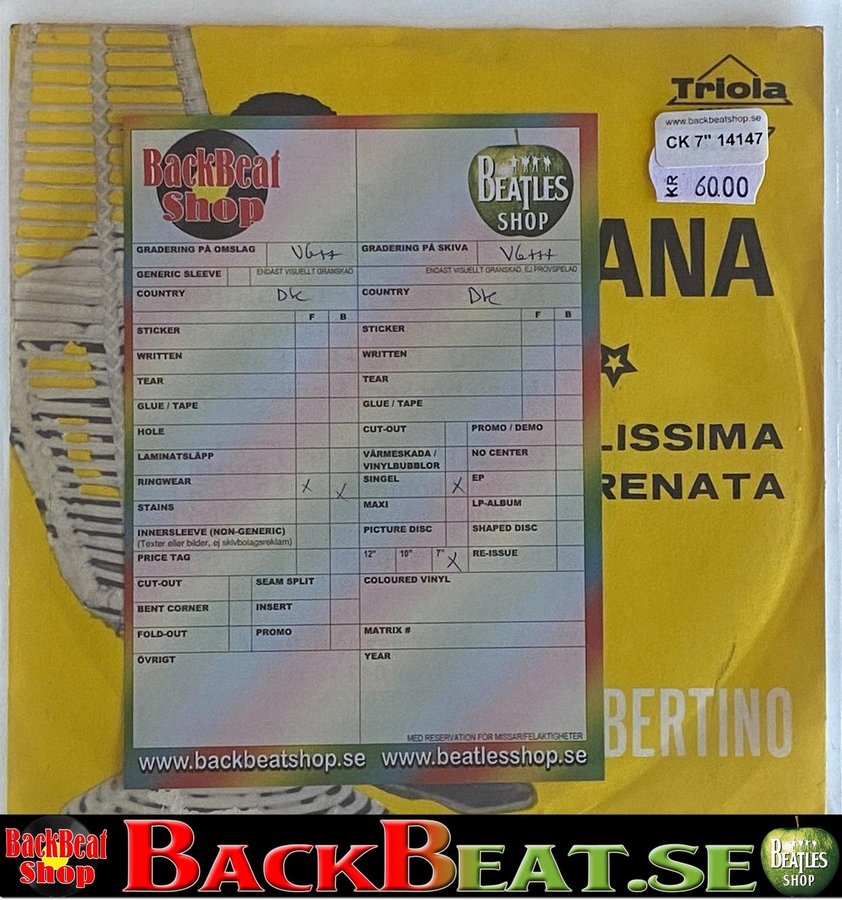 Triola
www.backbeatshop.se
CK 7" 14147
KR 60.00
ANA
LISSIMA
RENATA
BERTINO
BackBeat
Shop
BEATLES
SHOP
GRADERING PÅ OMSLAG VG++ GRADERING PÅ SKIVA VG+++
GENERIC SLEEVE ENDAST VISUELLT GRANSKAD ENDAST VISUELLT GRANSKAD, EJ PROVSPELAD
COUNTRY DK COUNTRY DK
F B F B
STICKER STICKER
WRITTEN WRITTEN
TEAR TEAR
GLUE / TAPE GLUE / TAPE
HOLE CUT-OUT PROMO / DEMO
LAMINATSLÄPP VÄRMESKADA / VINYLBUBBLOR NO CENTER
RINGWEAR X X SINGEL X EP
STAINS MAXI LP-ALBUM
INNERSLEEVE (NON-GENERIC) PICTURE DISC SHAPED DISC
(Texter eller bilder, ej skivbolagsreklam)
PRICE TAG 12" 10" 7" X RE-ISSUE
CUT-OUT SEAM SPLIT COLOURED VINYL
BENT CORNER INSERT
FOLD-OUT PROMO MATRIX #
ÖVRIGT YEAR
MED RESERVATION FÖR MISSAR/FELAKTIGHETER
www.backbeatshop.se www.beatlesshop.se
BackBeat
Shop
BACKBEAT.SE
BEATLES
SHOP